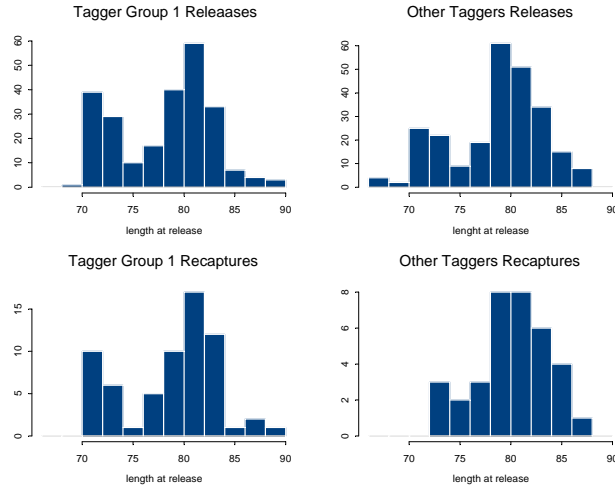 Tagger Group 1 Releaases
0 10 20 30 40 50 60
70 75 80 85 90
length at release
Other Taggers Releases
0 10 20 30 40 50 60
70 75 80 85 90
lenght at release
Tagger Group 1 Recaptures
0 5 10 15
70 75 80 85 90
length at release
Other Taggers Recaptures
0 2 4 6 8
70 75 80 85 90
length at release